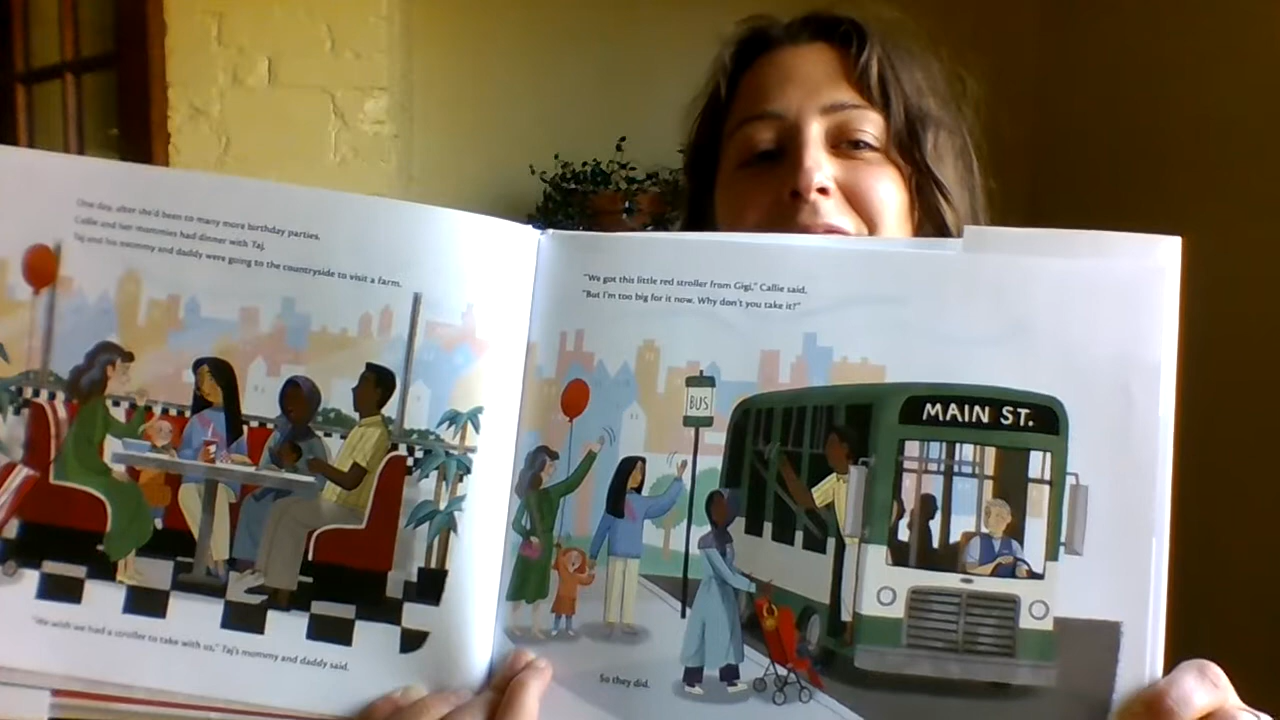 One day, after she'd been to many more birthday parties,
Callie and her mommies had dinner with Taj.
Taj and his mommy and daddy were going to the countryside to visit a farm.
"We wish we had a stroller to take with us," Taj's mommy and daddy said.
"We got this little red stroller from Gigi," Callie said.
"But I'm too big for it now. Why don't you take it?"
BUS
MAIN ST.
So they did.